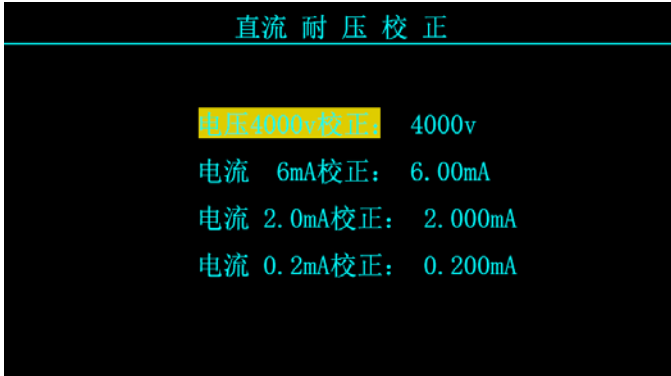 直流 耐 压 校 正
电压4000v校正： 4000v
电流 6mA校正： 6.00mA
电流 2.0mA校正： 2.000mA
电流 0.2mA校正： 0.200mA